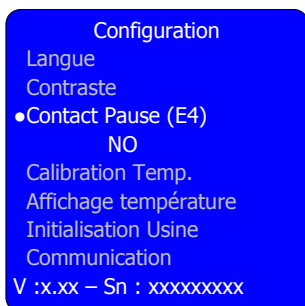 Configuration
Langue
Contraste
●Contact Pause (E4)
NO
Calibration Temp.
Affichage température
Initialisation Usine
Communication
V :x.xx – Sn : xxxxxxxxx